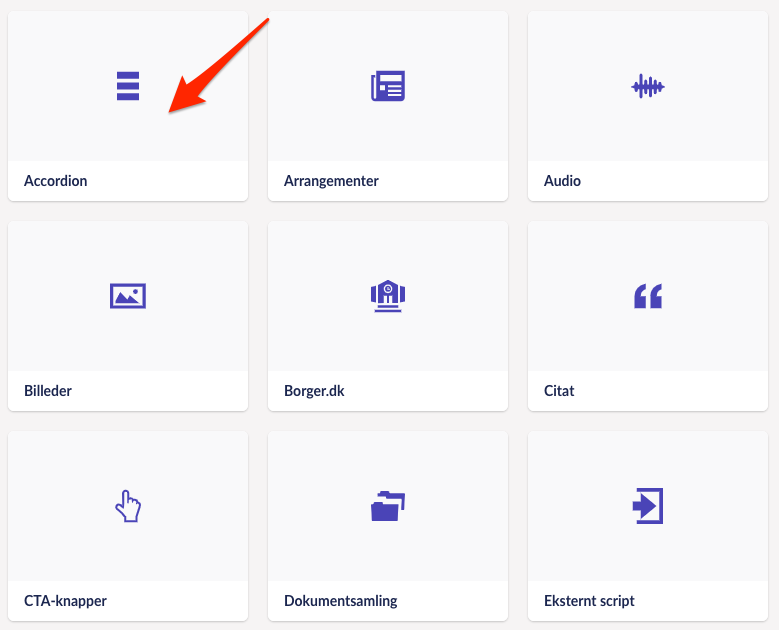 Accordion
Arrangementer
Audio
Billeder
Borger.dk
Citat
CTA-knapper
Dokumentsamling
Eksternt script